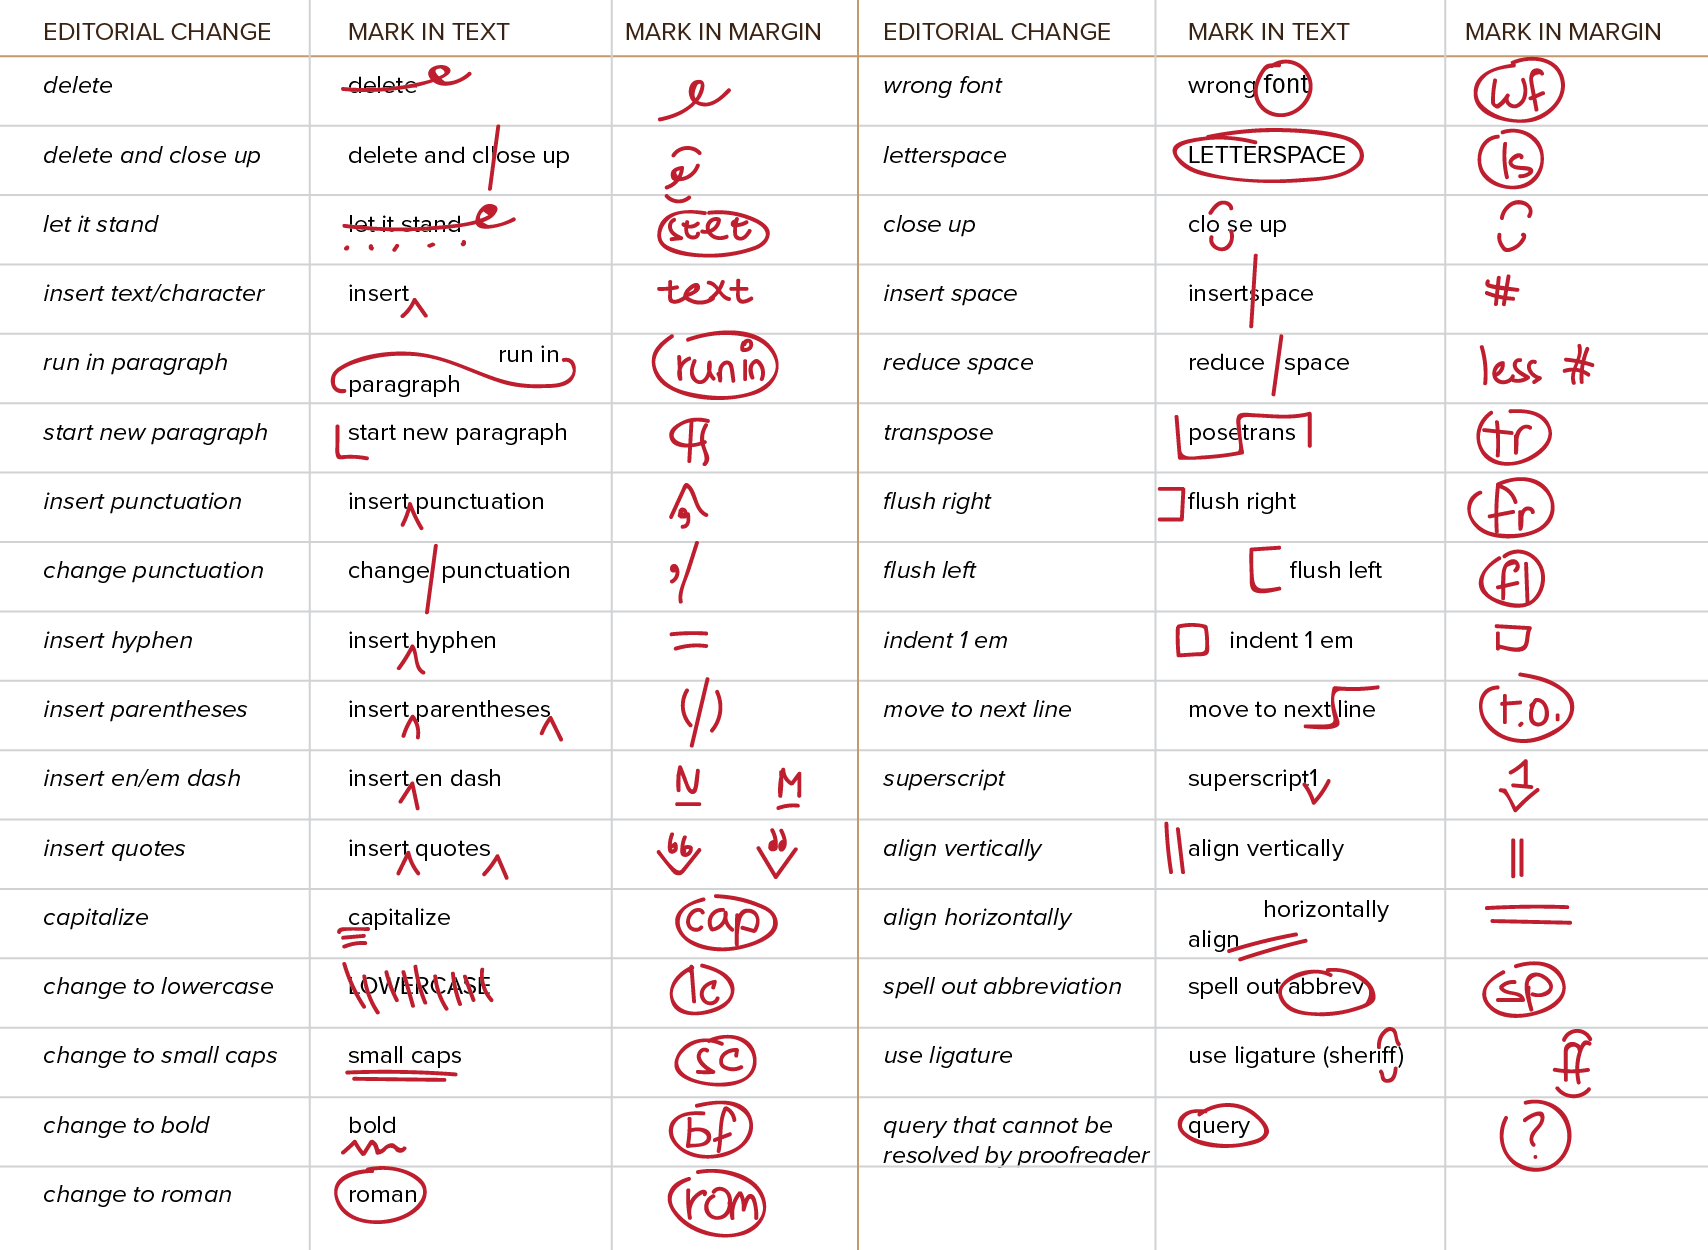 EDITORIAL CHANGE MARK IN TEXT MARK IN MARGIN EDITORIAL CHANGE MARK IN TEXT MARK IN MARGIN
delete delete wrong font wrong font wf
delete and close up delete and cllose up letterspace LETTERSPACE ls
let it stand let it stand stet close up clo se up
insert text/character insert text insert space insertspace #
run in paragraph run in run in reduce space reduce space less #
paragraph
start new paragraph start new paragraph ¶ transpose posetrans tr
insert punctuation insert punctuation , flush right flush right fr
change punctuation change punctuation ,/ flush left flush left fl
insert hyphen insert hyphen = indent 1 em indent 1 em
insert parentheses insert parentheses (/) move to next line move to next line t.o.
insert en/em dash insert en dash N M superscript superscript1 1
insert quotes insert quotes “ ” align vertically align vertically ||
capitalize capitalize cap align horizontally horizontally
align
change to lowercase LOWERCASE lc spell out abbreviation spell out abbrev sp
change to small caps small caps sc use ligature use ligature (sheriff) ff
change to bold bold bf query that cannot be query ?
resolved by proofreader
change to roman roman rom